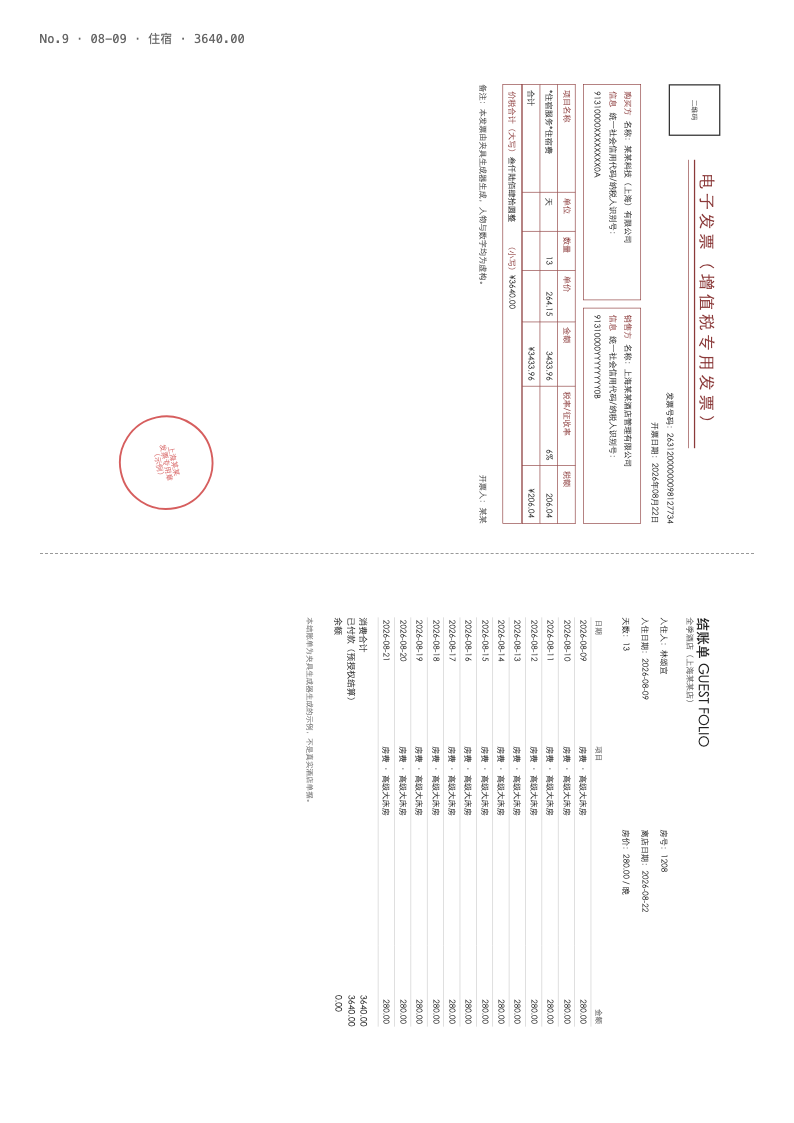 No.9 · 08-09 · 住宿 · 3640.00
二维码
电子发票（增值税专用发票）
发票号码：26312000000098127734
开票日期：2026年08月22日
购买方 名称：某某科技（上海）有限公司
信息 统一社会信用代码/纳税人识别号：
91310000XXXXXXXX0A
销售方 名称：上海某某酒店管理有限公司
信息 统一社会信用代码/纳税人识别号：
91310000YYYYYYYY0B
项目名称 单位 数量 单价 金额 税率/征收率 税额
*住宿服务*住宿费 天 13 264.15 3433.96 6% 206.04
合计 ¥3433.96 ¥206.04
价税合计（大写）叁仟陆佰肆拾圆整 （小写）¥3640.00
备注：本发票由夹具生成器生成，人物与数字均为虚构。 开票人：某某
上海某某
发票专用章
（示例）
结账单 GUEST FOLIO
全季酒店（上海某某店）
入住人：林颂宜 房号：1208
入住日期：2026-08-09 离店日期：2026-08-22
天数：13 房价：280.00 / 晚
日期 项目 金额
2026-08-09 房费 · 高级大床房 280.00
2026-08-10 房费 · 高级大床房 280.00
2026-08-11 房费 · 高级大床房 280.00
2026-08-12 房费 · 高级大床房 280.00
2026-08-13 房费 · 高级大床房 280.00
2026-08-14 房费 · 高级大床房 280.00
2026-08-15 房费 · 高级大床房 280.00
2026-08-16 房费 · 高级大床房 280.00
2026-08-17 房费 · 高级大床房 280.00
2026-08-18 房费 · 高级大床房 280.00
2026-08-19 房费 · 高级大床房 280.00
2026-08-20 房费 · 高级大床房 280.00
2026-08-21 房费 · 高级大床房 280.00
消费合计 3640.00
已付款（预授权结算） 3640.00
余额 0.00
本结账单为夹具生成器生成的示例，不是真实酒店单据。